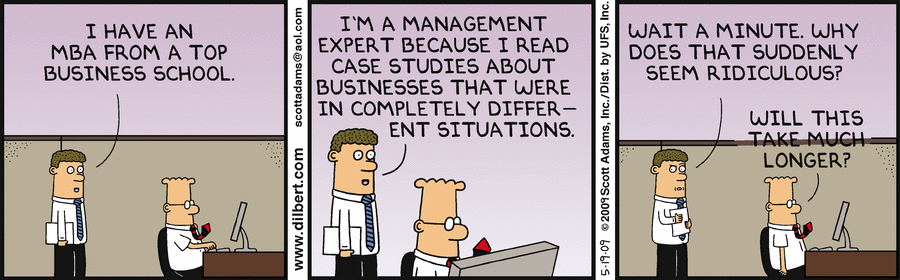 I HAVE AN
MBA FROM A TOP
BUSINESS SCHOOL.
www.dilbert.com
scottadams@aol.com
I'M A MANAGEMENT
EXPERT BECAUSE I READ
CASE STUDIES ABOUT
BUSINESSES THAT WERE
IN COMPLETELY DIFFER-
ENT SITUATIONS.
5-19-09 ©2009 Scott Adams, Inc./Dist. by UFS, Inc.
WAIT A MINUTE. WHY
DOES THAT SUDDENLY
SEEM RIDICULOUS?
WILL THIS
TAKE MUCH
LONGER?